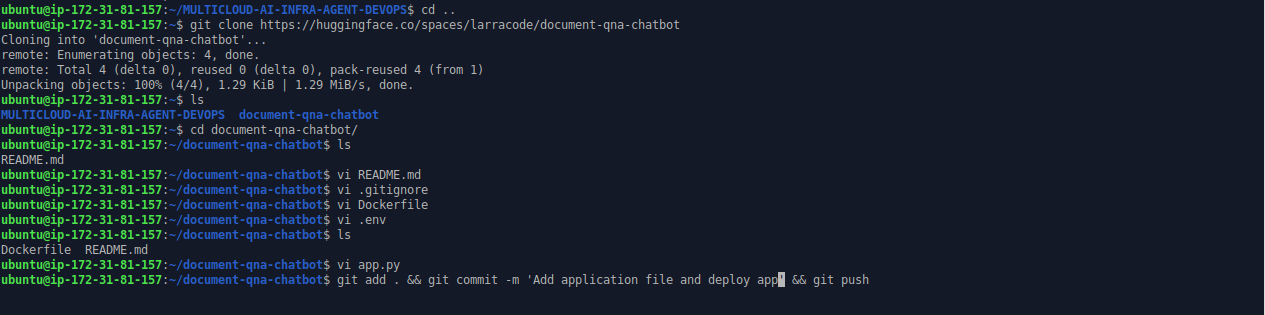 ubuntu@ip-172-31-81-157:~/MULTICLOUD-AI-INFRA-AGENT-DEVOPS$ cd ..
ubuntu@ip-172-31-81-157:~$ git clone https://huggingface.co/spaces/larracode/document-qna-chatbot
Cloning into 'document-qna-chatbot'...
remote: Enumerating objects: 4, done.
remote: Total 4 (delta 0), reused 0 (delta 0), pack-reused 4 (from 1)
Unpacking objects: 100% (4/4), 1.29 KiB | 1.29 MiB/s, done.
ubuntu@ip-172-31-81-157:~$ ls
MULTICLOUD-AI-INFRA-AGENT-DEVOPS  document-qna-chatbot
ubuntu@ip-172-31-81-157:~$ cd document-qna-chatbot/
ubuntu@ip-172-31-81-157:~/document-qna-chatbot$ ls
README.md
ubuntu@ip-172-31-81-157:~/document-qna-chatbot$ vi README.md
ubuntu@ip-172-31-81-157:~/document-qna-chatbot$ vi .gitignore
ubuntu@ip-172-31-81-157:~/document-qna-chatbot$ vi Dockerfile
ubuntu@ip-172-31-81-157:~/document-qna-chatbot$ vi .env
ubuntu@ip-172-31-81-157:~/document-qna-chatbot$ ls
Dockerfile  README.md
ubuntu@ip-172-31-81-157:~/document-qna-chatbot$ vi app.py
ubuntu@ip-172-31-81-157:~/document-qna-chatbot$ git add . && git commit -m 'Add application file and deploy app' && git push